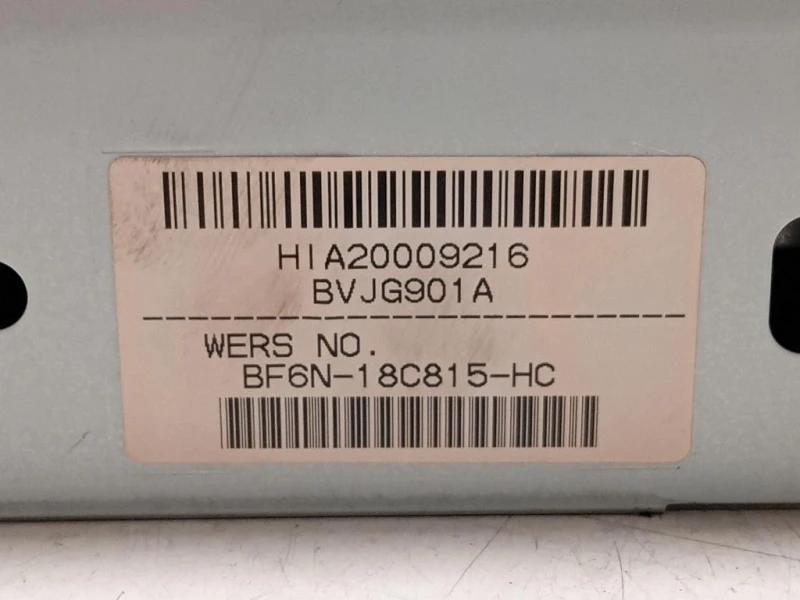 HIA20009216
BVJG901A
WERS NO.
BF6N-18C815-HC